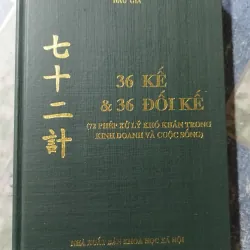 七十二計
36 KẾ
& 36 ĐỐI KẾ
(72 PHÉP XỬ LÝ KHÓ KHĂN TRONG
KINH DOANH VÀ CUỘC SỐNG)
NHÀ XUẤT BẢN KHOA HỌC XÃ HỘI